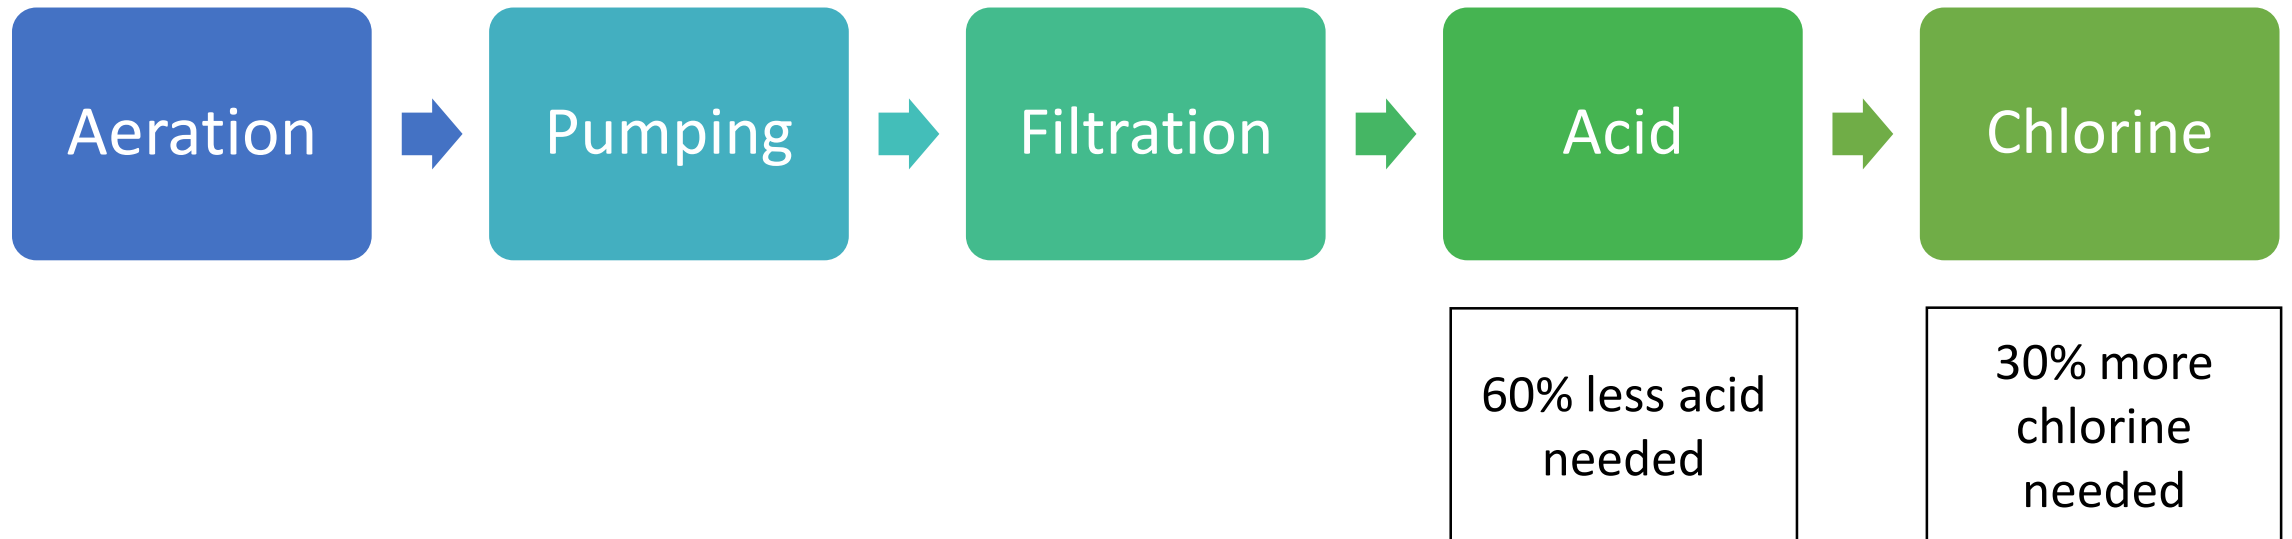 Aeration
Pumping
Filtration
Acid
Chlorine
60% less acid
needed
30% more
chlorine
needed